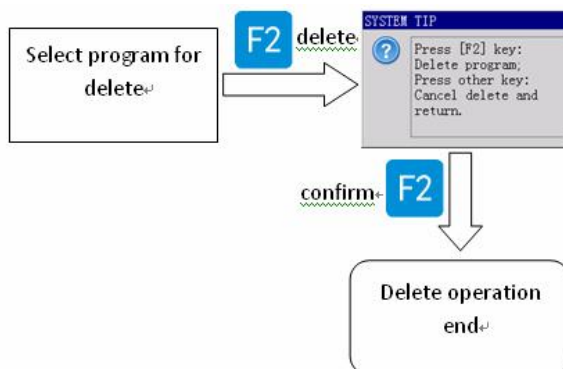 Select program for
delete
F2
delete
SYSTEM TIP
?
Press [F2] key:
Delete program;
Press other key:
Cancel delete and
return.
confirm
F2
Delete operation
end